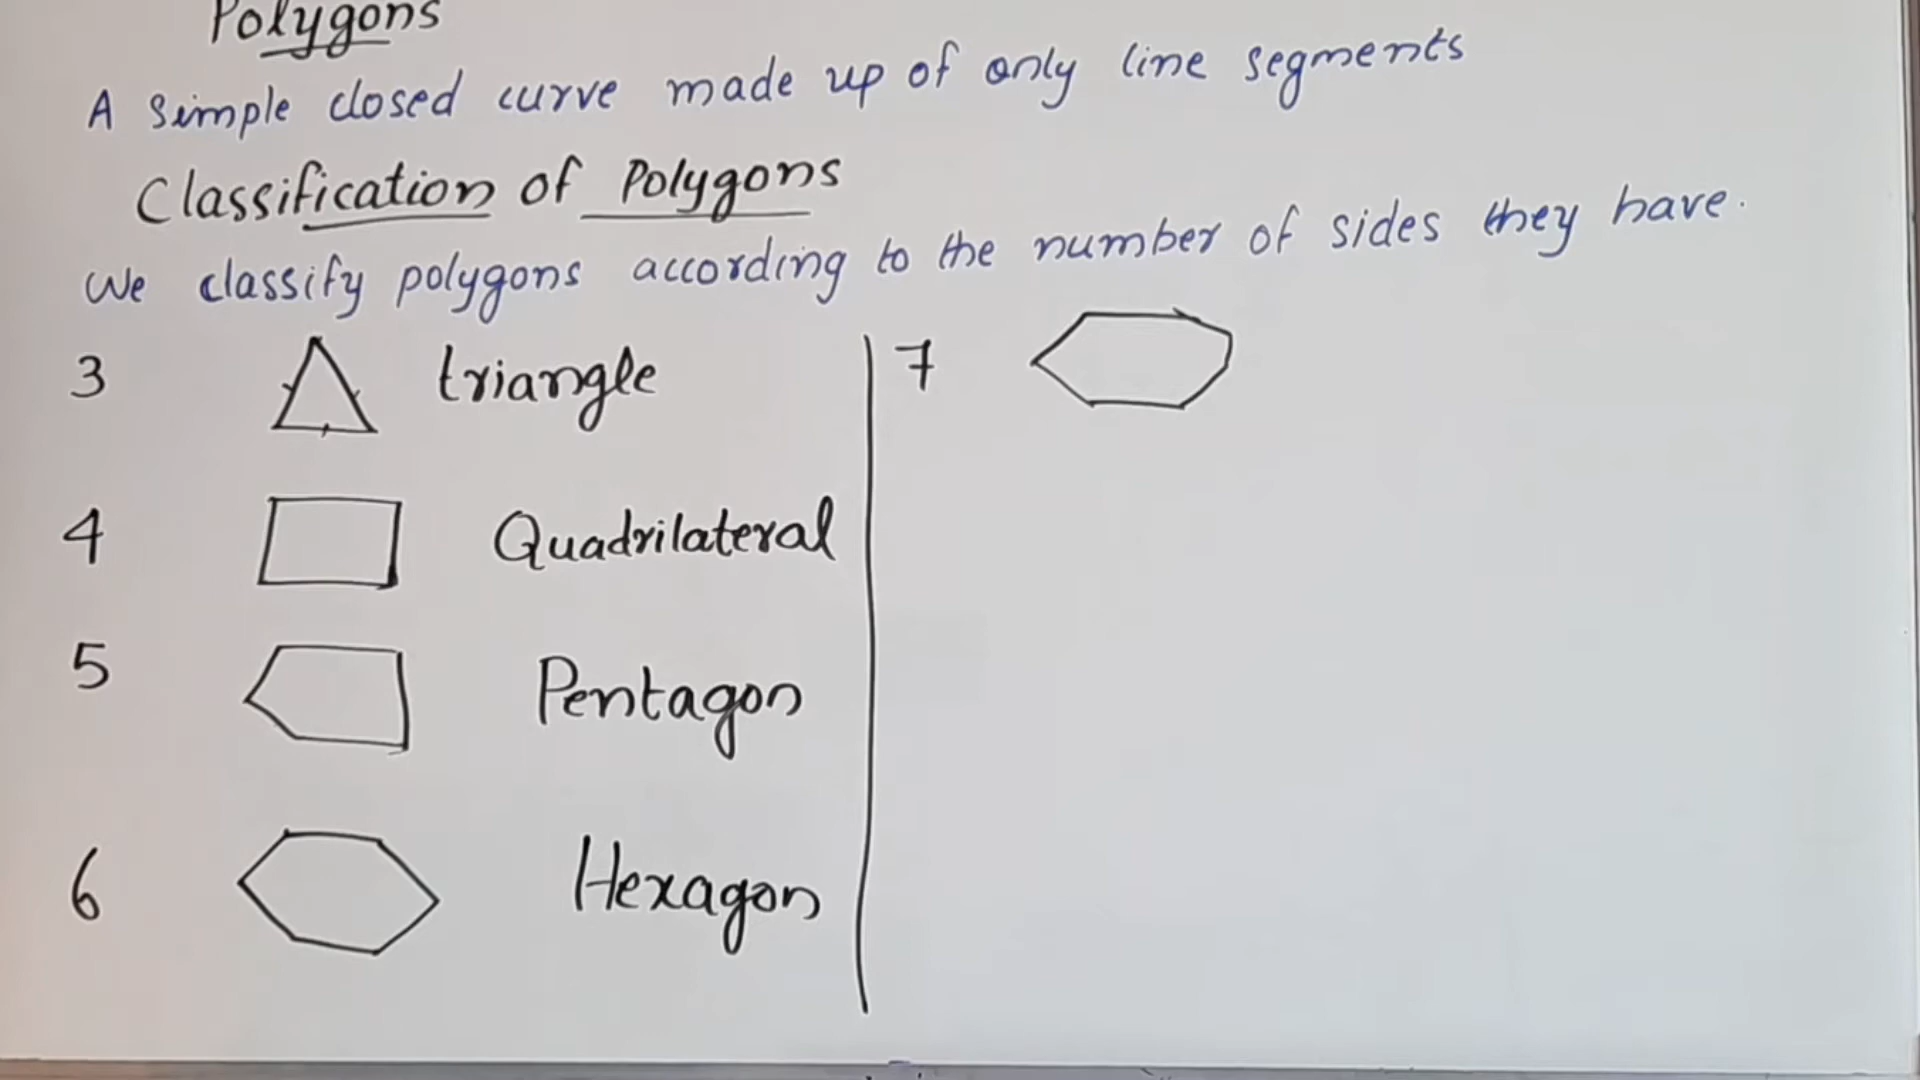 Polygons
A simple closed curve made up of only line segments
Classification of Polygons
We classify polygons according to the number of sides they have.
3 triangle
4 Quadrilateral
5 Pentagon
6 Hexagon
7